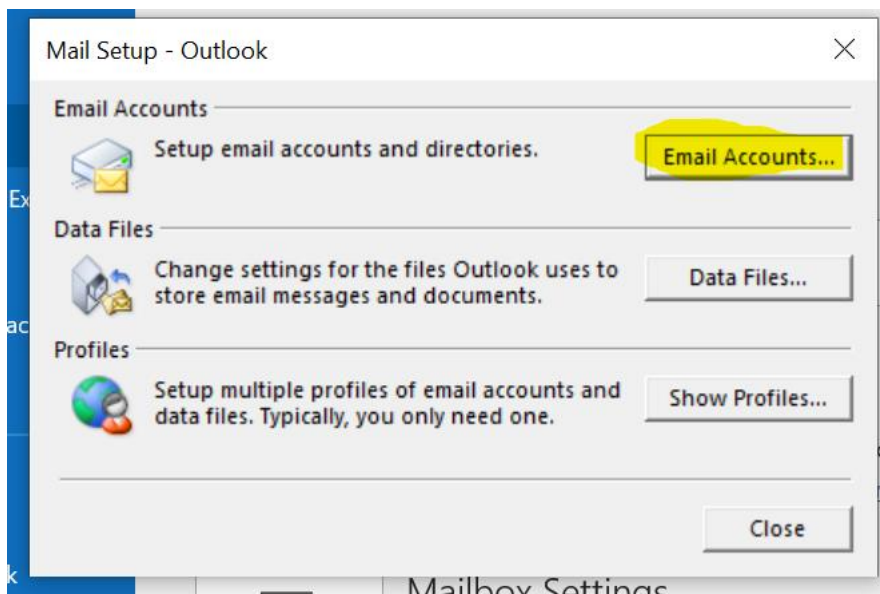 Mail Setup - Outlook
Email Accounts
Setup email accounts and directories.
Email Accounts...
Data Files
Change settings for the files Outlook uses to
store email messages and documents.
Data Files...
Profiles
Setup multiple profiles of email accounts and
data files. Typically, you only need one.
Show Profiles...
Close
Mailbox Settings